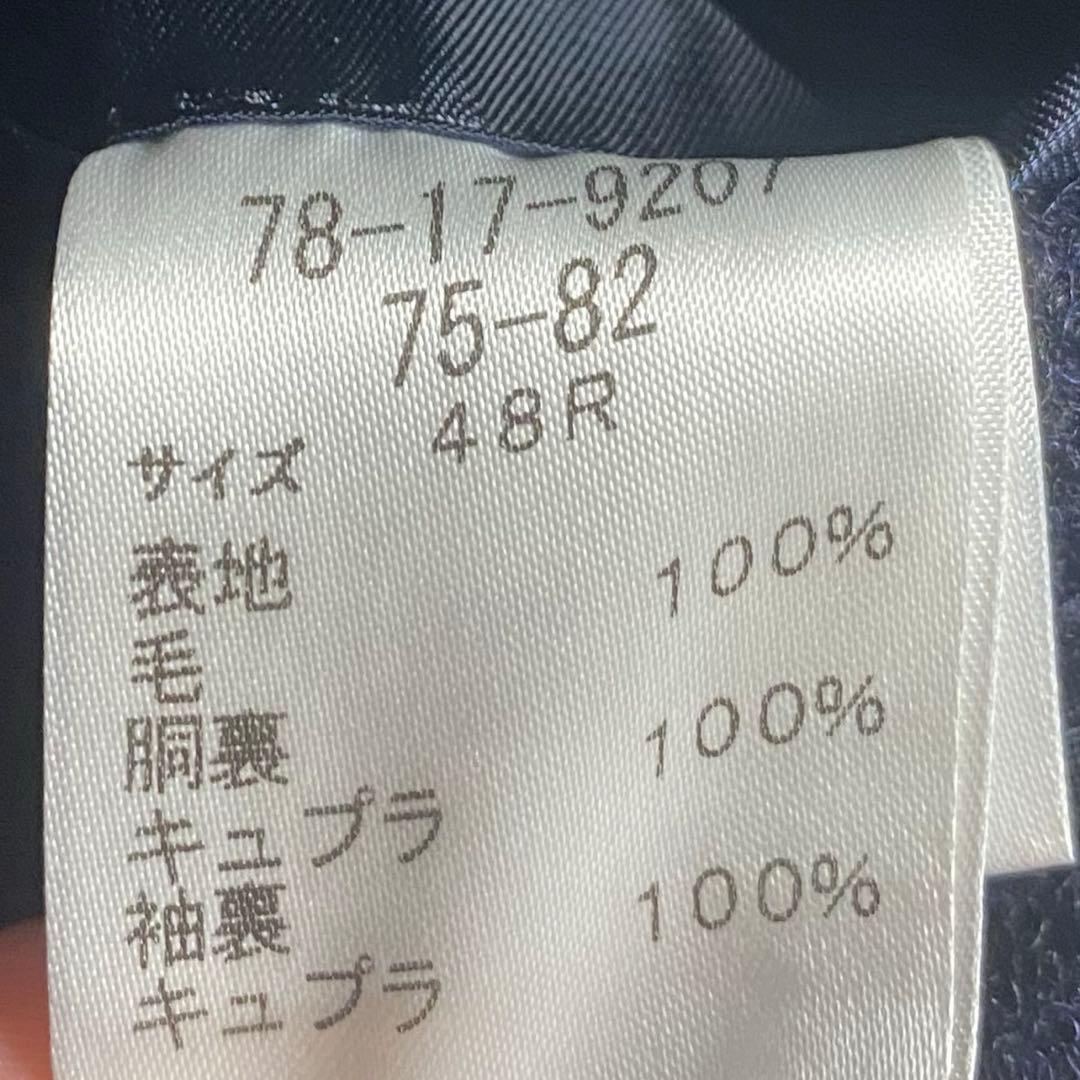 78-17-9207
75-82
サイズ 48R
表地
毛 100%
胴裏
キュプラ 100%
袖裏
キュプラ 100%